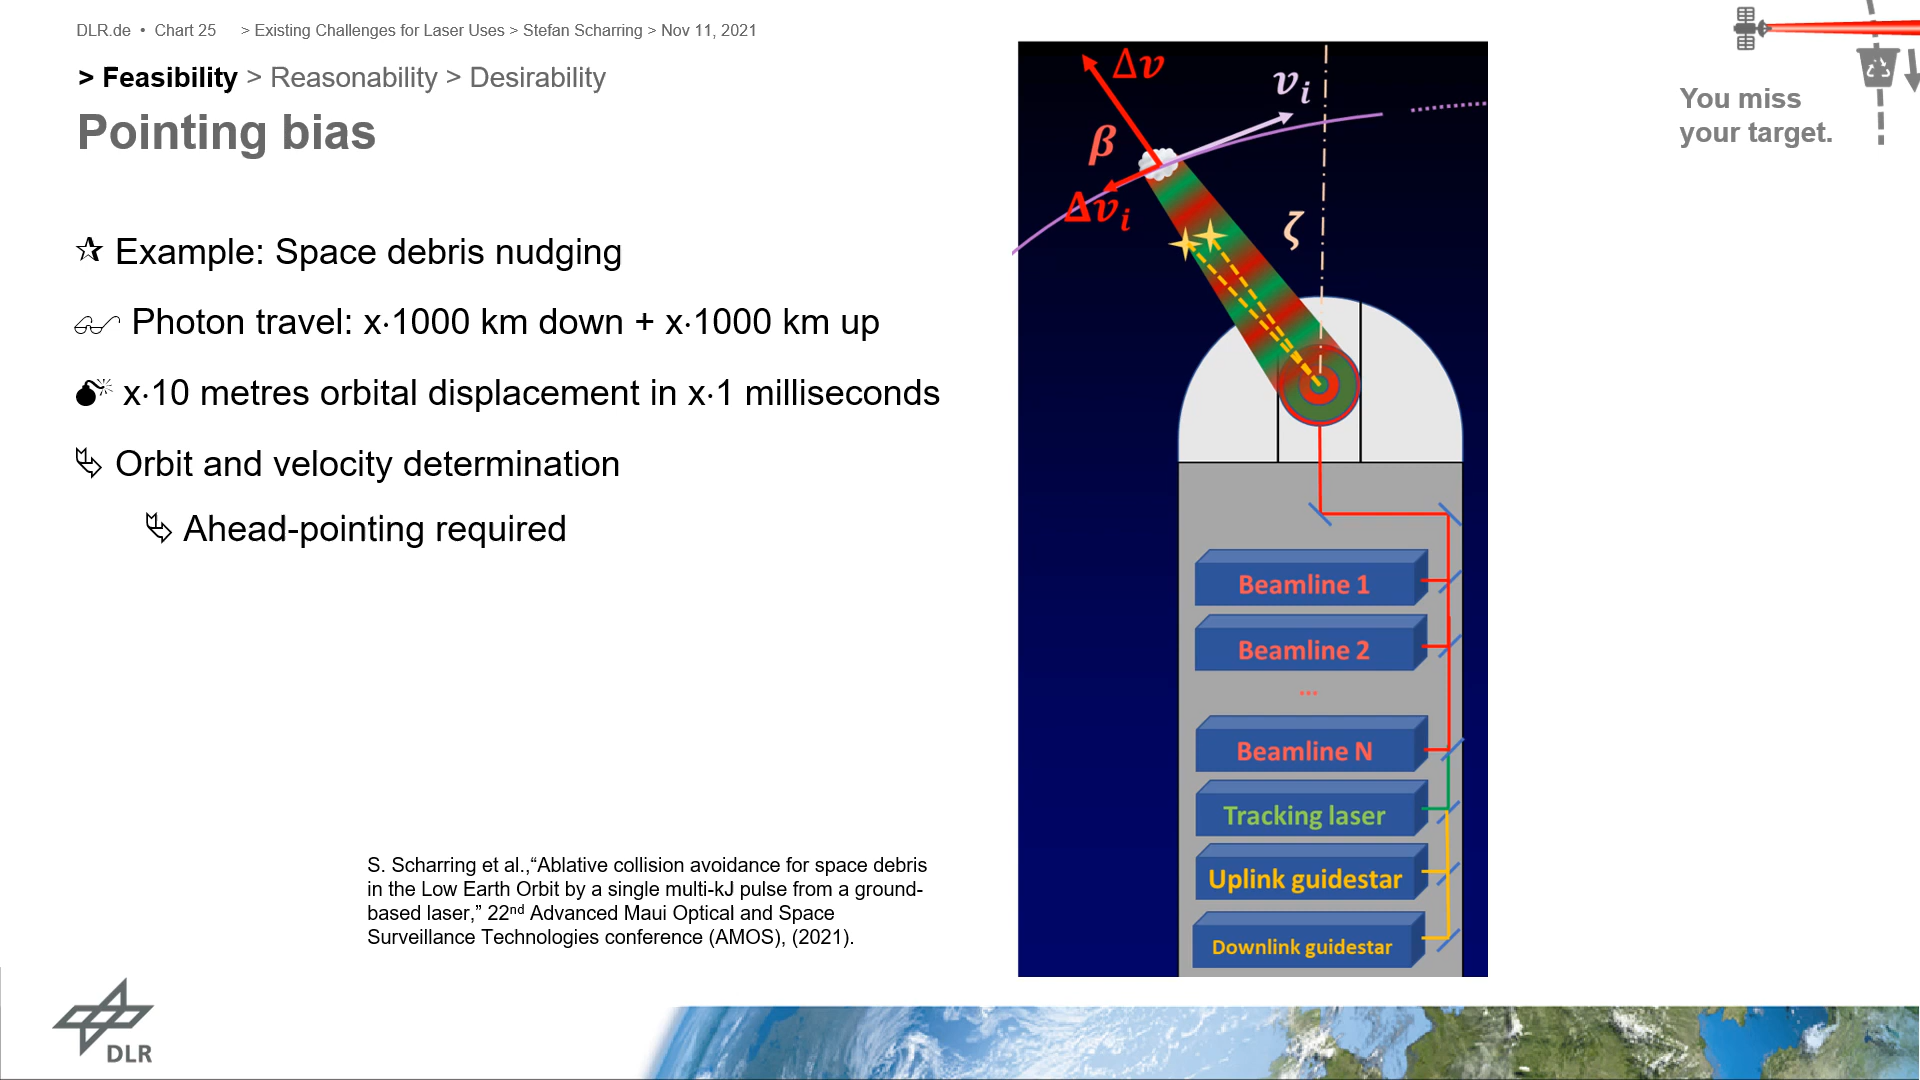 DLR.de • Chart 25 > Existing Challenges for Laser Uses > Stefan Scharring > Nov 11, 2021
> Feasibility > Reasonability > Desirability
Pointing bias
You miss
your target.
Example: Space debris nudging
Photon travel: x·1000 km down + x·1000 km up
x·10 metres orbital displacement in x·1 milliseconds
Orbit and velocity determination
Ahead-pointing required
Δv
v_i
β
Δv_i
ζ
Beamline 1
Beamline 2
...
Beamline N
Tracking laser
Uplink guidestar
Downlink guidestar
S. Scharring et al.,“Ablative collision avoidance for space debris
in the Low Earth Orbit by a single multi-kJ pulse from a ground-
based laser,” 22nd Advanced Maui Optical and Space
Surveillance Technologies conference (AMOS), (2021).
DLR